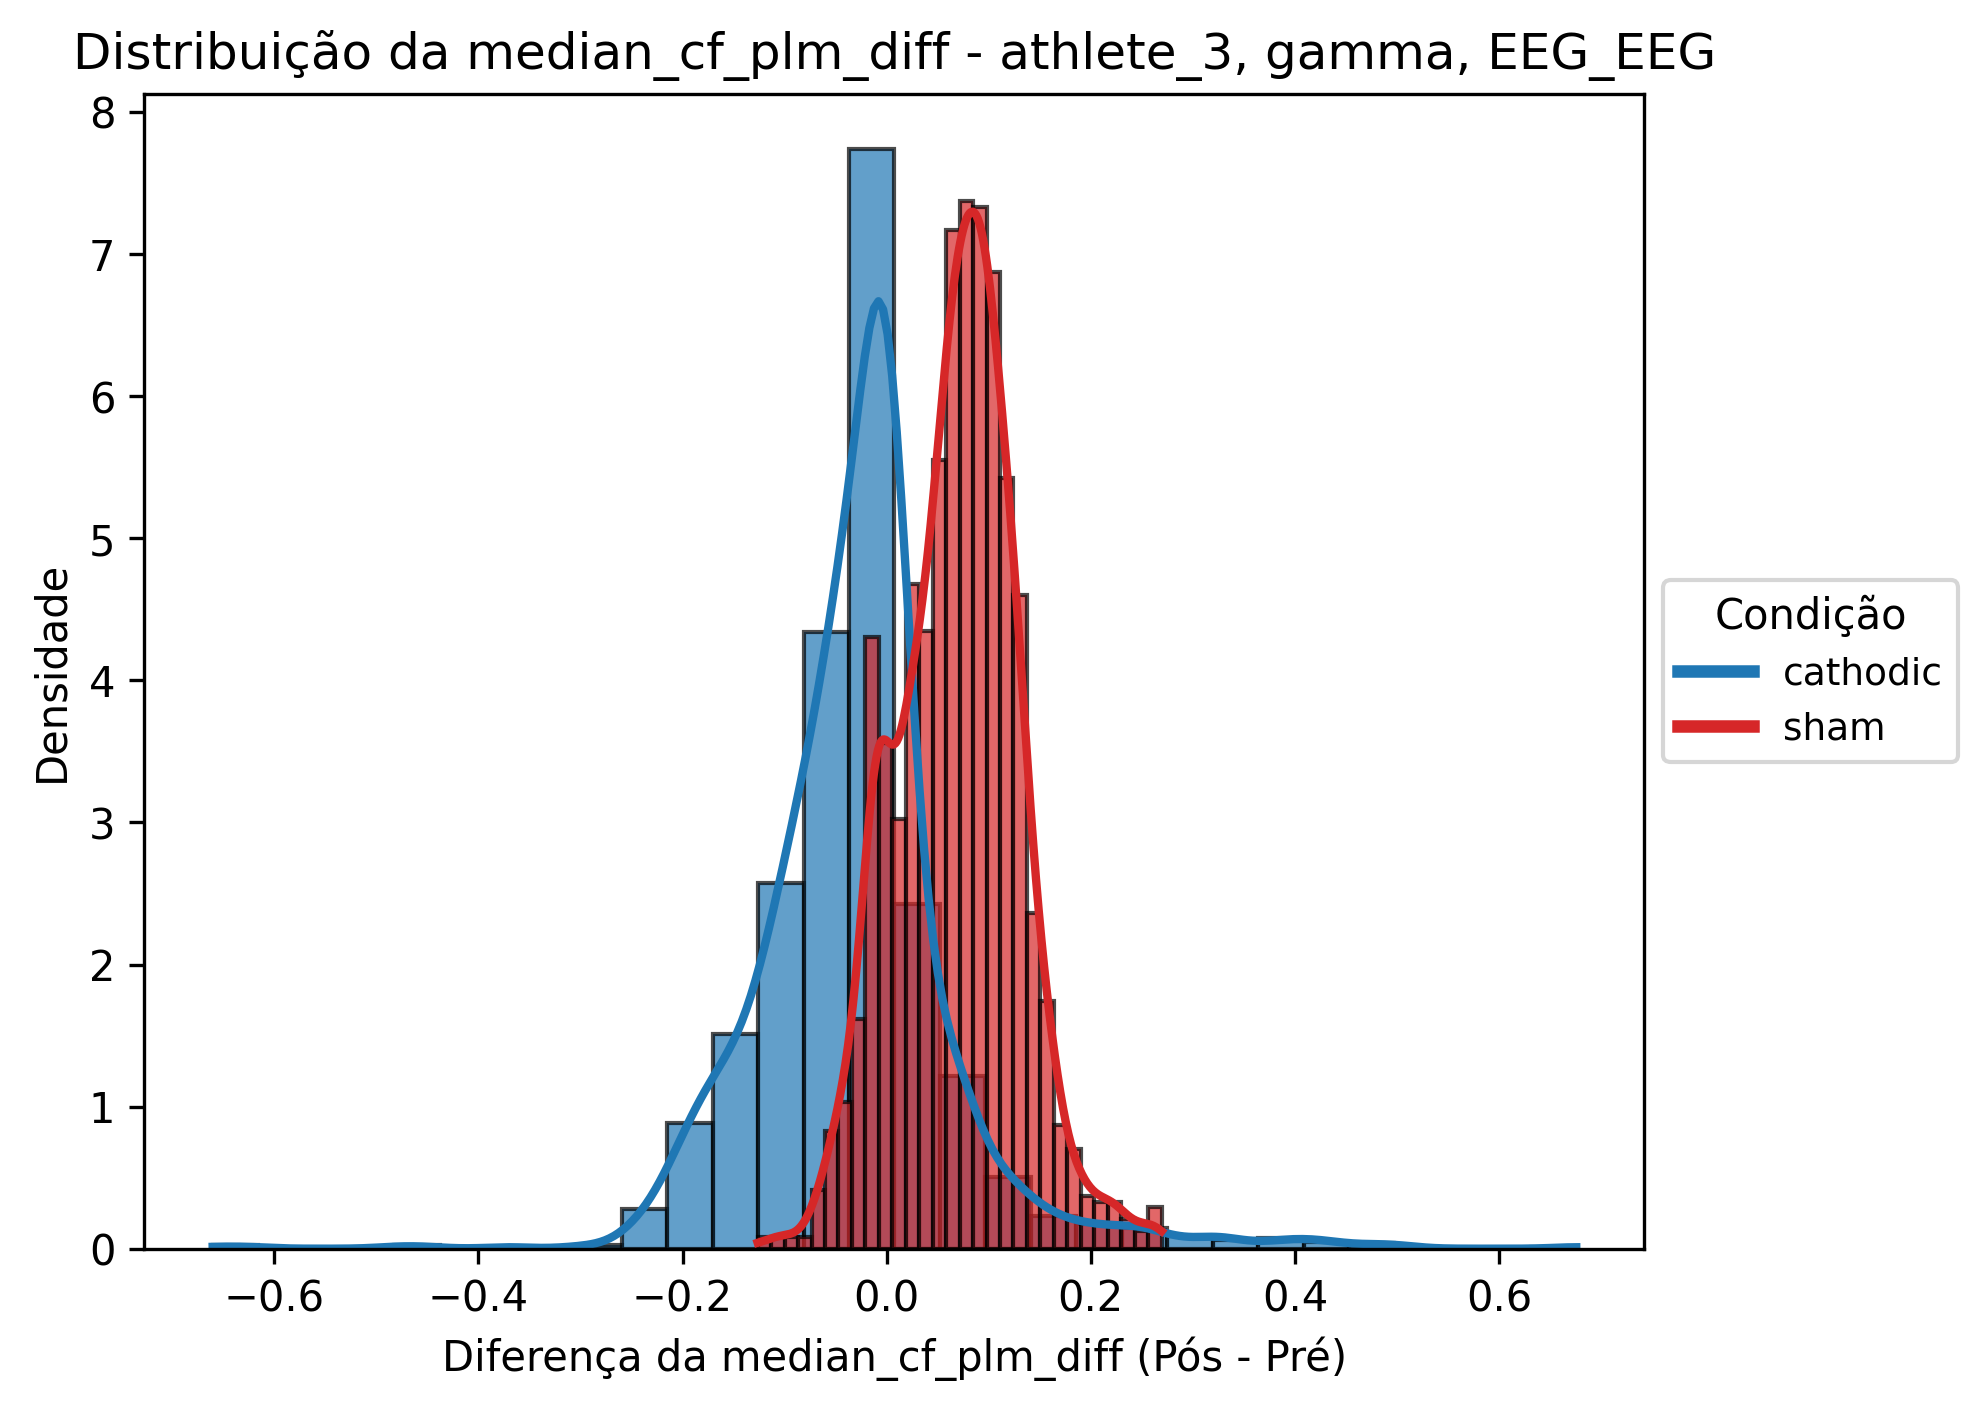 Distribuição da median_cf_plm_diff - athlete_3, gamma, EEG_EEG
8
7
6
5
4
3
2
1
0
Densidade
−0.6
−0.4
−0.2
0.0
0.2
0.4
0.6
Diferença da median_cf_plm_diff (Pós - Pré)
Condição
cathodic
sham